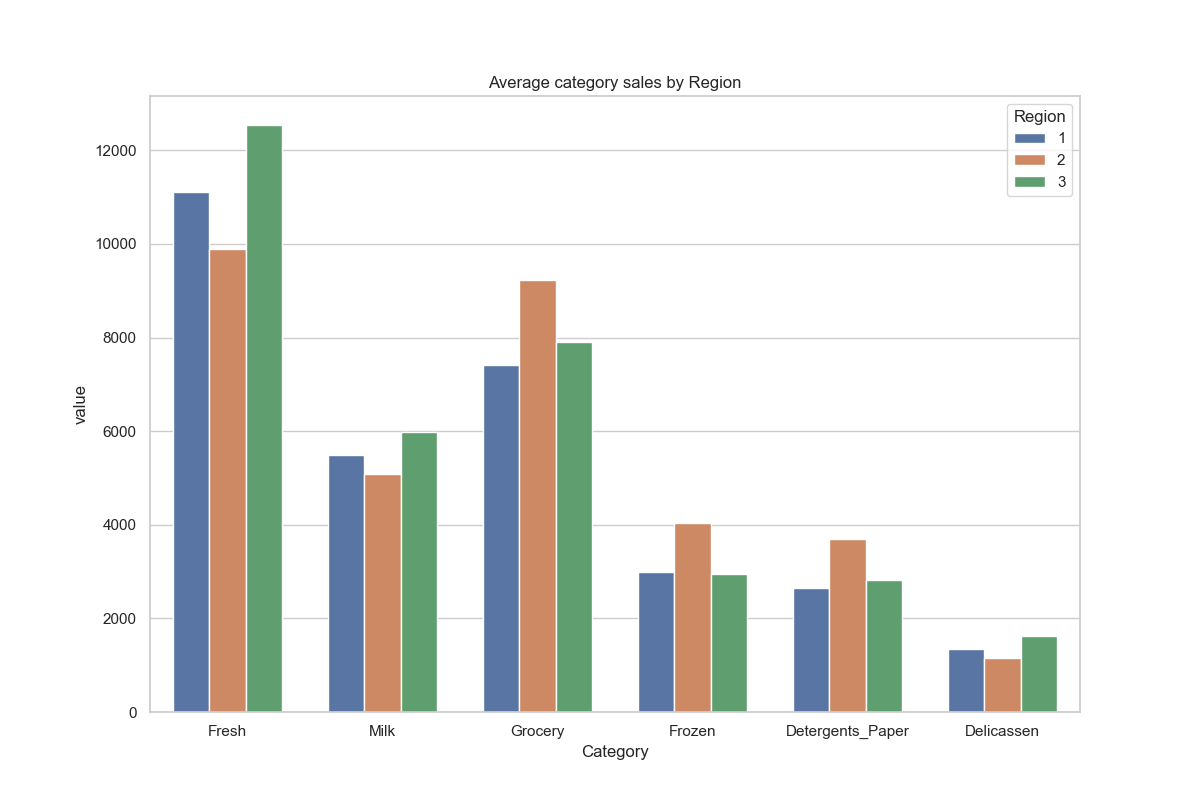 Average category sales by Region
Region
1
2
3
12000
10000
8000
6000
4000
2000
0
value
Fresh Milk Grocery Frozen Detergents_Paper Delicassen
Category